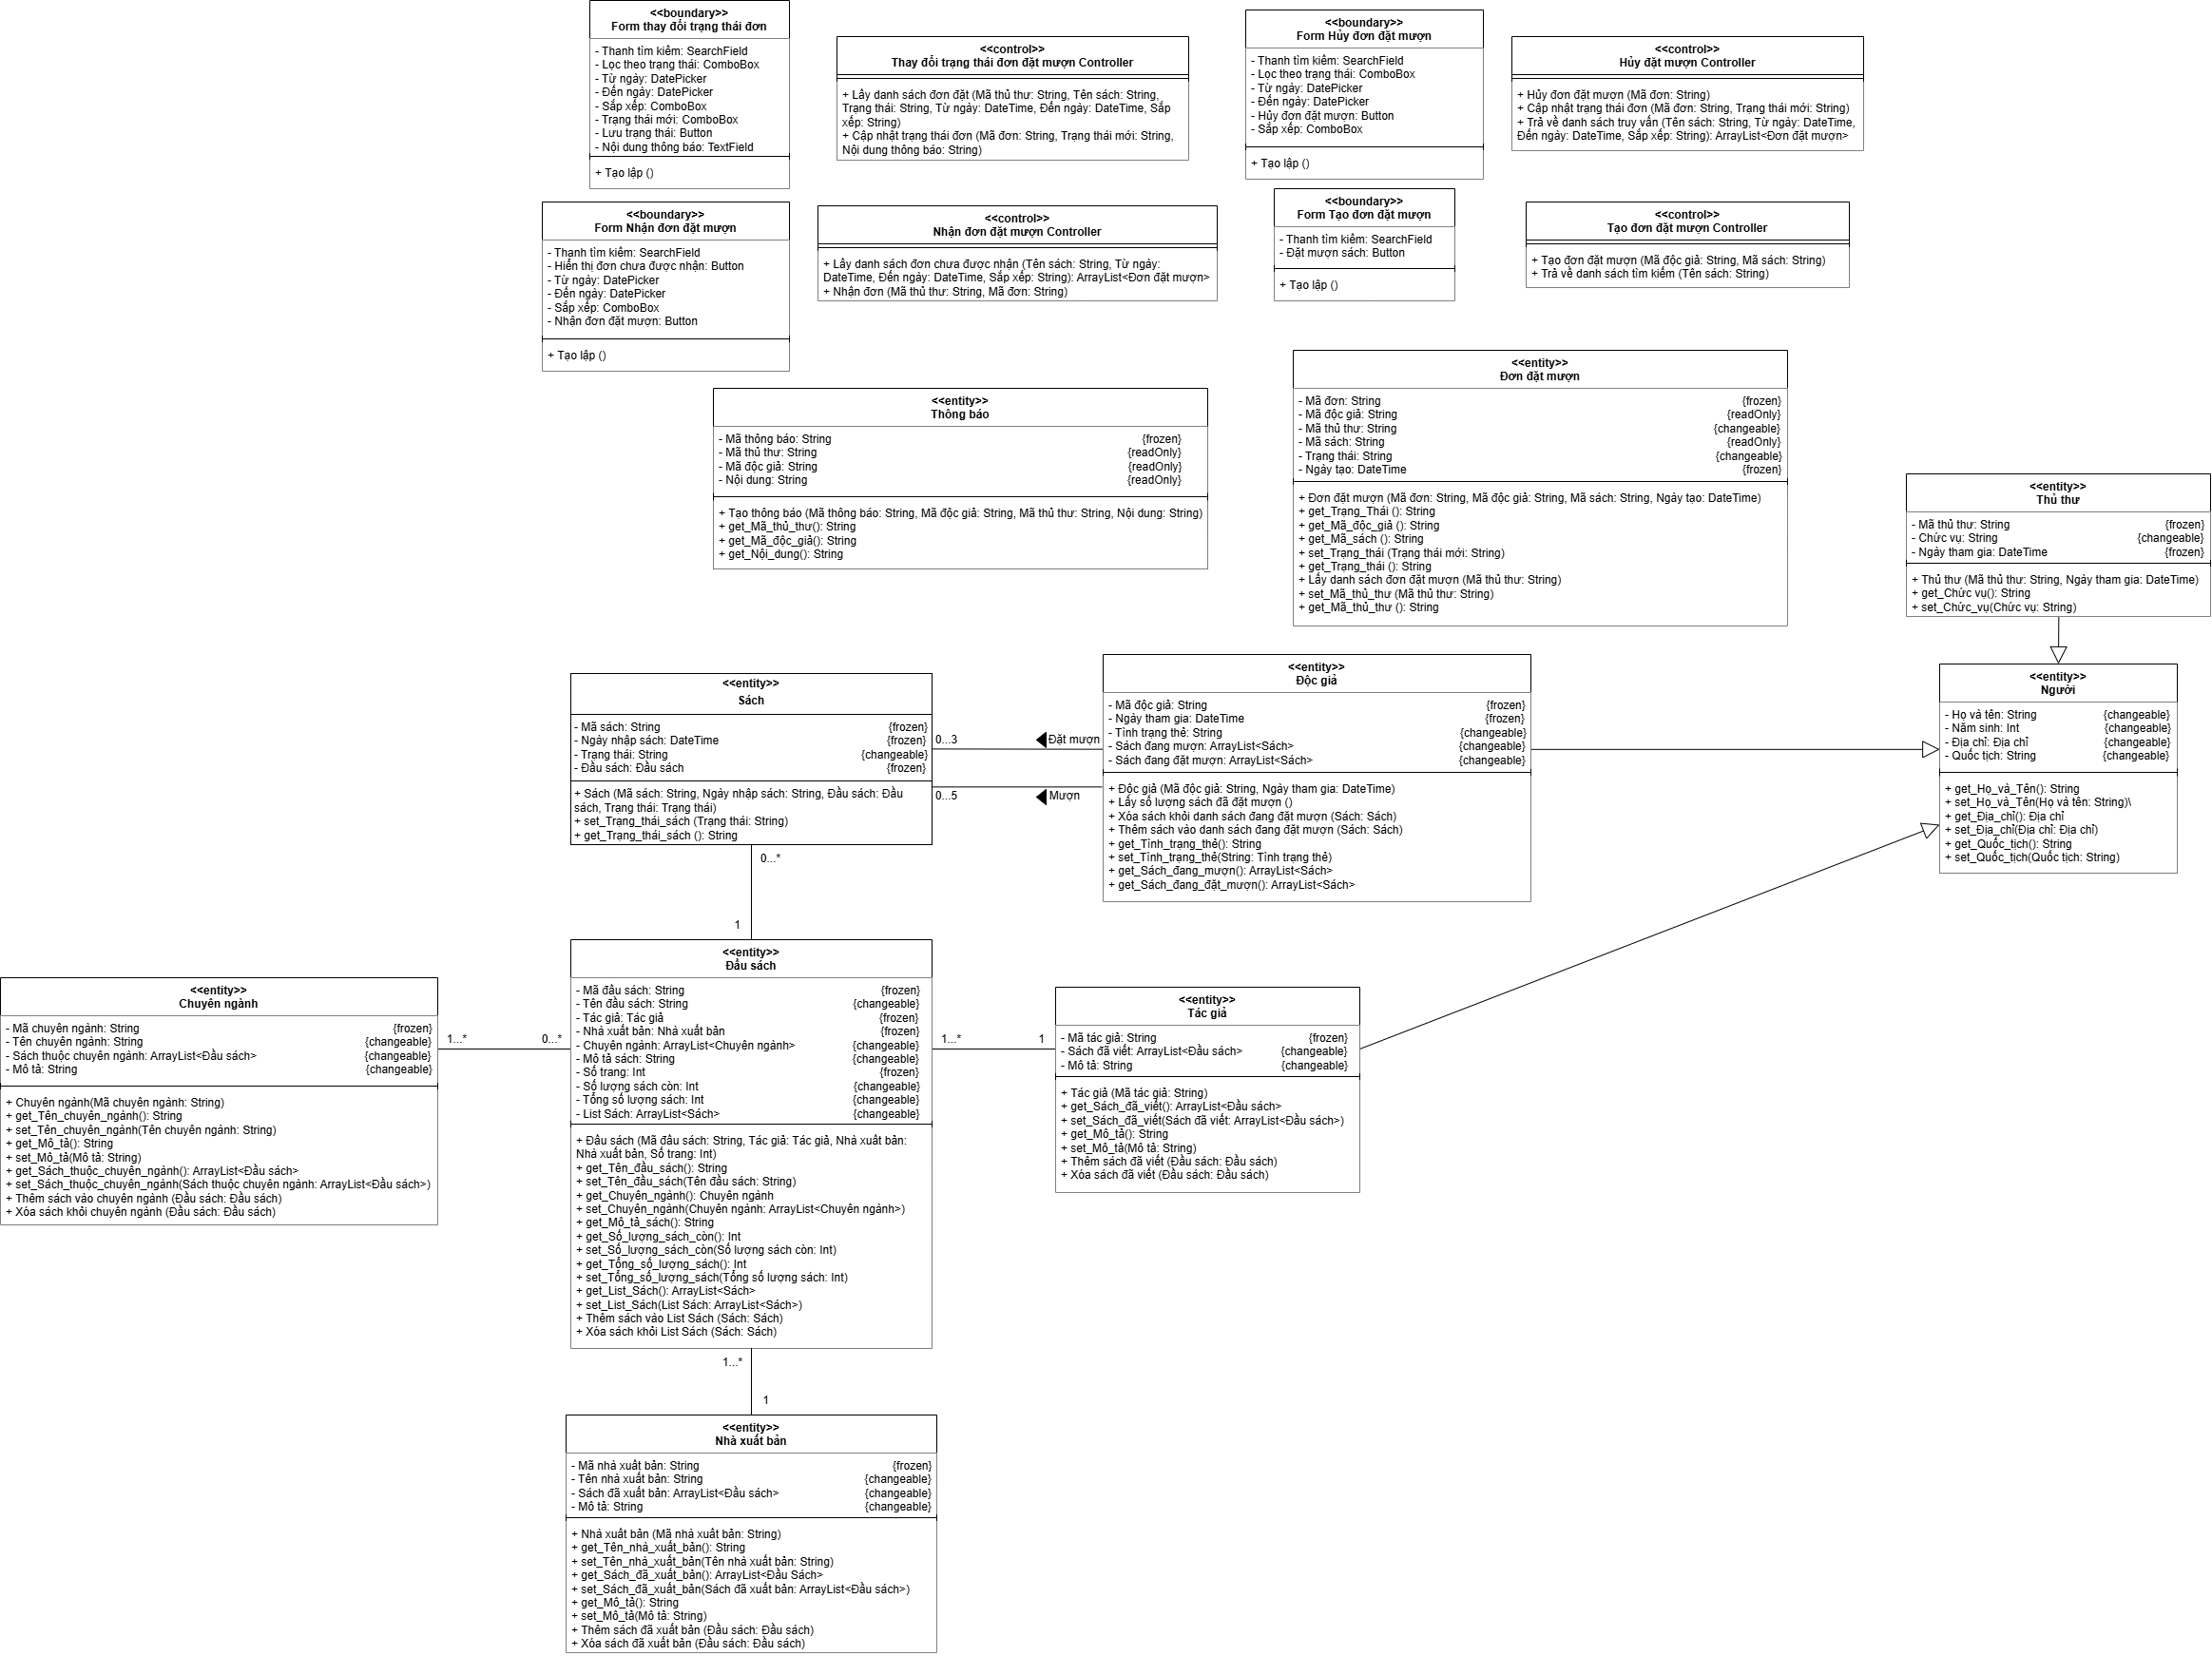 <<boundary>>
Form thay đổi trạng thái đơn
- Thanh tìm kiếm: SearchField
- Lọc theo trạng thái: ComboBox
- Từ ngày: DatePicker
- Đến ngày: DatePicker
- Sắp xếp: ComboBox
- Trạng thái mới: ComboBox
- Lưu trạng thái: Button
- Nội dung thông báo: TextField
+ Tạo lập ()
<<control>>
Thay đổi trạng thái đơn đặt mượn Controller
+ Lấy danh sách đơn đặt (Mã thủ thư: String, Tên sách: String,
Trạng thái: String, Từ ngày: DateTime, Đến ngày: DateTime, Sắp
xếp: String)
+ Cập nhật trạng thái đơn (Mã đơn: String, Trạng thái mới: String,
Nội dung thông báo: String)
<<boundary>>
Form Hủy đơn đặt mượn
- Thanh tìm kiếm: SearchField
- Lọc theo trạng thái: ComboBox
- Từ ngày: DatePicker
- Đến ngày: DatePicker
- Hủy đơn đặt mượn: Button
- Sắp xếp: ComboBox
+ Tạo lập ()
<<control>>
Hủy đặt mượn Controller
+ Hủy đơn đặt mượn (Mã đơn: String)
+ Cập nhật trạng thái đơn (Mã đơn: String, Trạng thái mới: String)
+ Trả về danh sách truy vấn (Tên sách: String, Từ ngày: DateTime,
Đến ngày: DateTime, Sắp xếp: String): ArrayList<Đơn đặt mượn>
<<boundary>>
Form Nhận đơn đặt mượn
- Thanh tìm kiếm: SearchField
- Hiển thị đơn chưa được nhận: Button
- Từ ngày: DatePicker
- Đến ngày: DatePicker
- Sắp xếp: ComboBox
- Nhận đơn đặt mượn: Button
+ Tạo lập ()
<<control>>
Nhận đơn đặt mượn Controller
+ Lấy danh sách đơn chưa được nhận (Tên sách: String, Từ ngày:
DateTime, Đến ngày: DateTime, Sắp xếp: String): ArrayList<Đơn đặt mượn>
+ Nhận đơn (Mã thủ thư: String, Mã đơn: String)
<<boundary>>
Form Tạo đơn đặt mượn
- Thanh tìm kiếm: SearchField
- Đặt mượn sách: Button
+ Tạo lập ()
<<control>>
Tạo đơn đặt mượn Controller
+ Tạo đơn đặt mượn (Mã độc giả: String, Mã sách: String)
+ Trả về danh sách tìm kiếm (Tên sách: String)
<<entity>>
Thông báo
- Mã thông báo: String {frozen}
- Mã thủ thư: String {readOnly}
- Mã độc giả: String {readOnly}
- Nội dung: String {readOnly}
+ Tạo thông báo (Mã thông báo: String, Mã độc giả: String, Mã thủ thư: String, Nội dung: String)
+ get_Mã_thủ_thư(): String
+ get_Mã_độc_giả(): String
+ get_Nội_dung(): String
<<entity>>
Đơn đặt mượn
- Mã đơn: String {frozen}
- Mã độc giả: String {readOnly}
- Mã thủ thư: String {changeable}
- Mã sách: String {readOnly}
- Trạng thái: String {changeable}
- Ngày tạo: DateTime {frozen}
+ Đơn đặt mượn (Mã đơn: String, Mã độc giả: String, Mã sách: String, Ngày tạo: DateTime)
+ get_Trạng_Thái (): String
+ get_Mã_độc_giả (): String
+ get_Mã_sách (): String
+ set_Trạng_thái (Trạng thái mới: String)
+ get_Trạng_thái (): String
+ Lấy danh sách đơn đặt mượn (Mã thủ thư: String)
+ set_Mã_thủ_thư (Mã thủ thư: String)
+ get_Mã_thủ_thư (): String
<<entity>>
Thủ thư
- Mã thủ thư: String {frozen}
- Chức vụ: String {changeable}
- Ngày tham gia: DateTime {frozen}
+ Thủ thư (Mã thủ thư: String, Ngày tham gia: DateTime)
+ get_Chức vụ(): String
+ set_Chức_vụ(Chức vụ: String)
<<entity>>
Sách
- Mã sách: String {frozen}
- Ngày nhập sách: DateTime {frozen}
- Trạng thái: String {changeable}
- Đầu sách: Đầu sách {frozen}
+ Sách (Mã sách: String, Ngày nhập sách: String, Đầu sách: Đầu
sách, Trạng thái: Trạng thái)
+ set_Trạng_thái_sách (Trạng thái: String)
+ get_Trạng_thái_sách (): String
0...3
Đặt mượn
0...5
Mượn
<<entity>>
Độc giả
- Mã độc giả: String {frozen}
- Ngày tham gia: DateTime {frozen}
- Tình trạng thẻ: String {changeable}
- Sách đang mượn: ArrayList<Sách> {changeable}
- Sách đang đặt mượn: ArrayList<Sách> {changeable}
+ Độc giả (Mã độc giả: String, Ngày tham gia: DateTime)
+ Lấy số lượng sách đã đặt mượn ()
+ Xóa sách khỏi danh sách đang đặt mượn (Sách: Sách)
+ Thêm sách vào danh sách đang đặt mượn (Sách: Sách)
+ get_Tình_trạng_thẻ(): String
+ set_Tình_trạng_thẻ(String: Tình trạng thẻ)
+ get_Sách_đang_mượn(): ArrayList<Sách>
+ get_Sách_đang_đặt_mượn(): ArrayList<Sách>
<<entity>>
Người
- Họ và tên: String {changeable}
- Năm sinh: Int {changeable}
- Địa chỉ: Địa chỉ {changeable}
- Quốc tịch: String {changeable}
+ get_Họ_và_Tên(): String
+ set_Họ_và_Tên(Họ và tên: String)\
+ get_Địa_chỉ(): Địa chỉ
+ set_Địa_chỉ(Địa chỉ: Địa chỉ)
+ get_Quốc_tịch(): String
+ set_Quốc_tịch(Quốc tịch: String)
0...*
1
<<entity>>
Chuyên ngành
- Mã chuyên ngành: String {frozen}
- Tên chuyên ngành: String {changeable}
- Sách thuộc chuyên ngành: ArrayList<Đầu sách> {changeable}
- Mô tả: String {changeable}
+ Chuyên ngành(Mã chuyên ngành: String)
+ get_Tên_chuyên_ngành(): String
+ set_Tên_chuyên_ngành(Tên chuyên ngành: String)
+ get_Mô_tả(): String
+ set_Mô_tả(Mô tả: String)
+ get_Sách_thuộc_chuyên_ngành(): ArrayList<Đầu sách>
+ set_Sách_thuộc_chuyên_ngành(Sách thuộc chuyên ngành: ArrayList<Đầu sách>)
+ Thêm sách vào chuyên ngành (Đầu sách: Đầu sách)
+ Xóa sách khỏi chuyên ngành (Đầu sách: Đầu sách)
1...*
0...*
<<entity>>
Đầu sách
- Mã đầu sách: String {frozen}
- Tên đầu sách: String {changeable}
- Tác giả: Tác giả {frozen}
- Nhà xuất bản: Nhà xuất bản {frozen}
- Chuyên ngành: ArrayList<Chuyên ngành> {changeable}
- Mô tả sách: String {changeable}
- Số trang: Int {frozen}
- Số lượng sách còn: Int {changeable}
- Tổng số lượng sách: Int {changeable}
- List Sách: ArrayList<Sách> {changeable}
+ Đầu sách (Mã đầu sách: String, Tác giả: Tác giả, Nhà xuất bản:
Nhà xuất bản, Số trang: Int)
+ get_Tên_đầu_sách(): String
+ set_Tên_đầu_sách(Tên đầu sách: String)
+ get_Chuyên_ngành(): Chuyên ngành
+ set_Chuyên_ngành(Chuyên ngành: ArrayList<Chuyên ngành>)
+ get_Mô_tả_sách(): String
+ get_Số_lượng_sách_còn(): Int
+ set_Số_lượng_sách_còn(Số lượng sách còn: Int)
+ get_Tổng_số_lượng_sách(): Int
+ set_Tổng_số_lượng_sách(Tổng số lượng sách: Int)
+ get_List_Sách(): ArrayList<Sách>
+ set_List_Sách(List Sách: ArrayList<Sách>)
+ Thêm sách vào List Sách (Sách: Sách)
+ Xóa sách khỏi List Sách (Sách: Sách)
1...*
1
<<entity>>
Tác giả
- Mã tác giả: String {frozen}
- Sách đã viết: ArrayList<Đầu sách> {changeable}
- Mô tả: String {changeable}
+ Tác giả (Mã tác giả: String)
+ get_Sách_đã_viết(): ArrayList<Đầu sách>
+ set_Sách_đã_viết(Sách đã viết: ArrayList<Đầu sách>)
+ get_Mô_tả(): String
+ set_Mô_tả(Mô tả: String)
+ Thêm sách đã viết (Đầu sách: Đầu sách)
+ Xóa sách đã viết (Đầu sách: Đầu sách)
1...*
1
<<entity>>
Nhà xuất bản
- Mã nhà xuất bản: String {frozen}
- Tên nhà xuất bản: String {changeable}
- Sách đã xuất bản: ArrayList<Đầu sách> {changeable}
- Mô tả: String {changeable}
+ Nhà xuất bản (Mã nhà xuất bản: String)
+ get_Tên_nhà_xuất_bản(): String
+ set_Tên_nhà_xuất_bản(Tên nhà xuất bản: String)
+ get_Sách_đã_xuất_bản(): ArrayList<Đầu Sách>
+ set_Sách_đã_xuất_bản(Sách đã xuất bản: ArrayList<Đầu sách>)
+ get_Mô_tả(): String
+ set_Mô_tả(Mô tả: String)
+ Thêm sách đã xuất bản (Đầu sách: Đầu sách)
+ Xóa sách đã xuất bản (Đầu sách: Đầu sách)